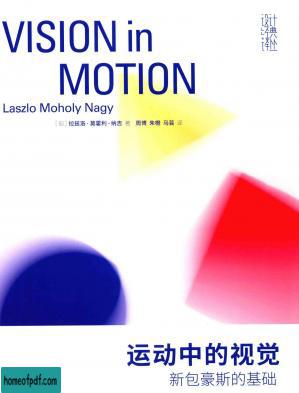 设计
经典
译丛
VISION in
MOTION
Laszlo Moholy Nagy
[匈] 拉兹洛·莫霍利·纳吉 著 周博 朱橙 马芸 译
运动中的视觉
新包豪斯的基础
homeofpdf.com